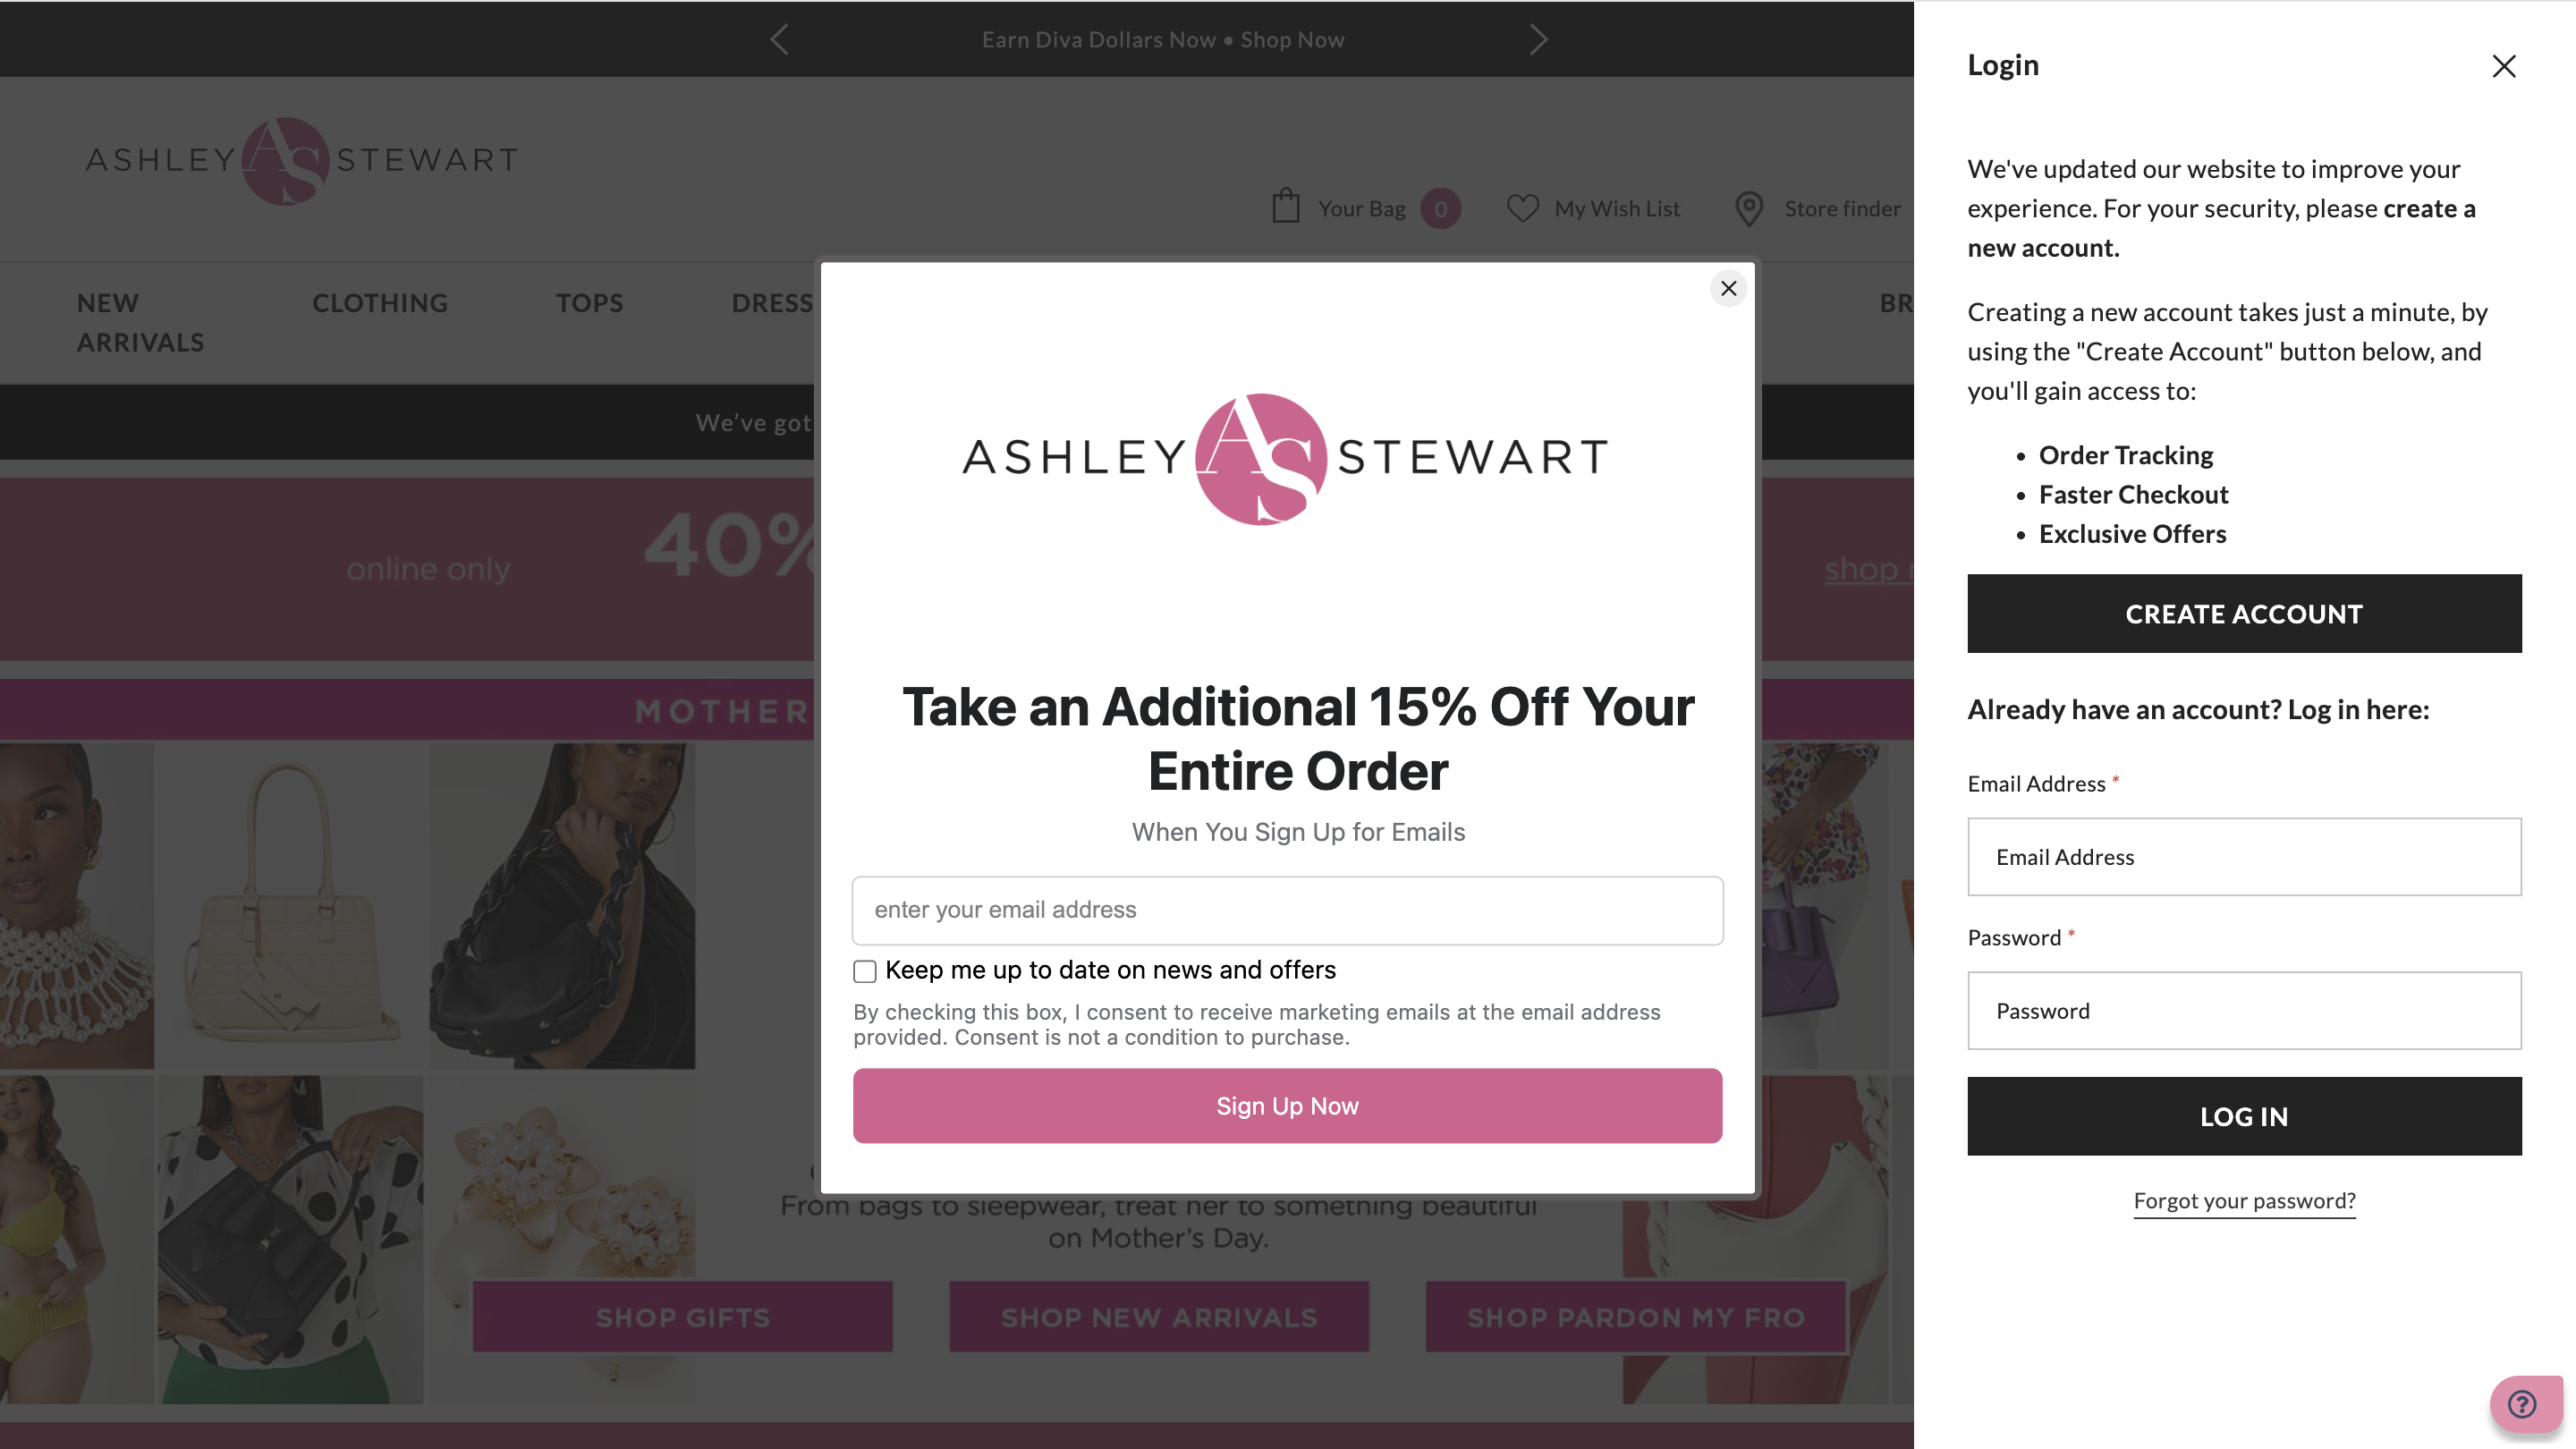 Earn Diva Dollars Now • Shop Now
ASHLEY AS STEWART
Your Bag 0
My Wish List
Store finder
NEW
ARRIVALS
CLOTHING
TOPS
DRESS
BR
We've got
online only
40%
shop
MOTHER
ASHLEY AS STEWART
Take an Additional 15% Off Your
Entire Order
When You Sign Up for Emails
enter your email address
Keep me up to date on news and offers
By checking this box, I consent to receive marketing emails at the email address
provided. Consent is not a condition to purchase.
Sign Up Now
From bags to sleepwear, treat her to something beautiful
on Mother's Day.
SHOP GIFTS
SHOP NEW ARRIVALS
SHOP PARDON MY FRO
Login
We've updated our website to improve your
experience. For your security, please create a
new account.
Creating a new account takes just a minute, by
using the "Create Account" button below, and
you'll gain access to:
• Order Tracking
• Faster Checkout
• Exclusive Offers
CREATE ACCOUNT
Already have an account? Log in here:
Email Address *
Email Address
Password *
Password
LOG IN
Forgot your password?